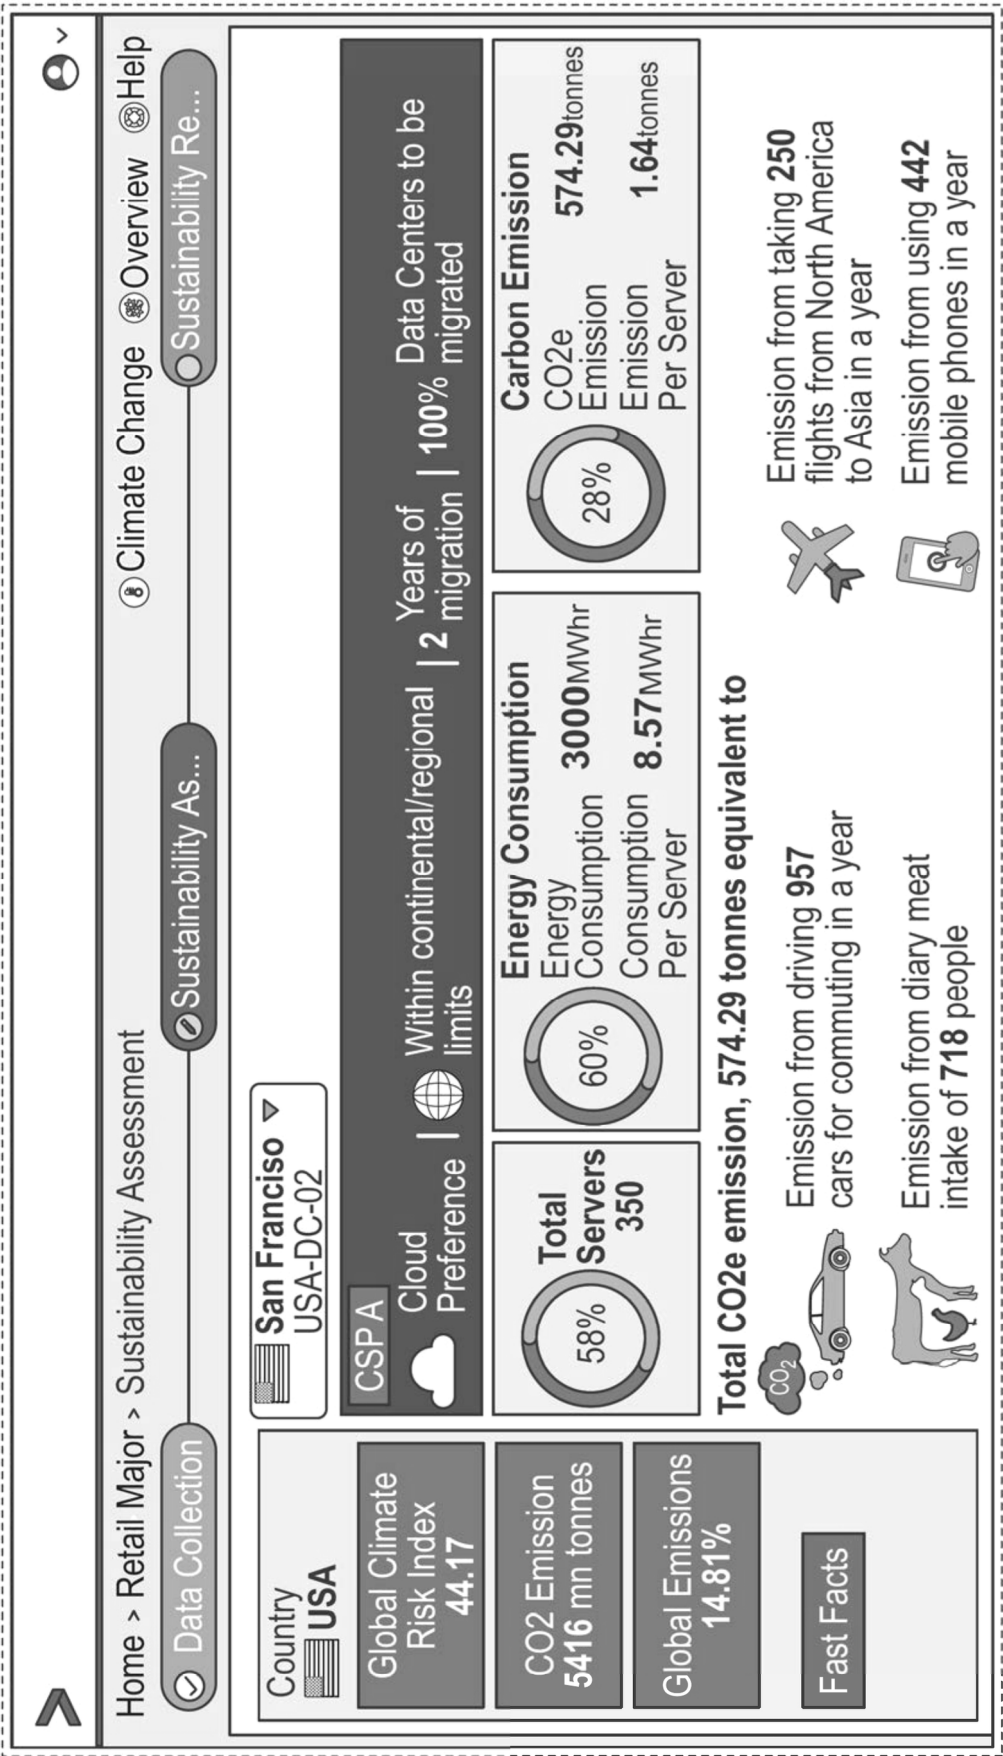 Home > Retail Major > Sustainability Assessment
Climate Change
Overview
Help
Data Collection
Sustainability As...
Sustainability Re...
Country
USA
Global Climate
Risk Index
44.17
CO2 Emission
5416 mn tonnes
Global Emissions
14.81%
Fast Facts
San Franciso
USA-DC-02
CSP A
Cloud
Preference
|
Within continental/regional
limits
| 2
Years of
migration
| 100%
Data Centers to be
migrated
58%
Total
Servers
350
Energy Consumption
60%
Energy
Consumption
3000MWhr
Consumption
Per Server
8.57MWhr
Carbon Emission
28%
CO2e
Emission
574.29tonnes
Emission
Per Server
1.64tonnes
Total CO2e emission, 574.29 tonnes equivalent to
CO2
Emission from driving 957
cars for commuting in a year
Emission from taking 250
flights from North America
to Asia in a year
Emission from diary meat
intake of 718 people
Emission from using 442
mobile phones in a year